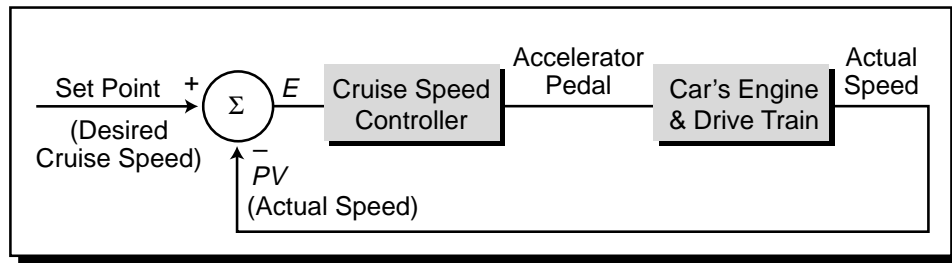 Set Point
+
(Desired
Cruise Speed)
Σ
E
Cruise Speed
Controller
Accelerator
Pedal
Car's Engine
& Drive Train
Actual
Speed
–
PV
(Actual Speed)